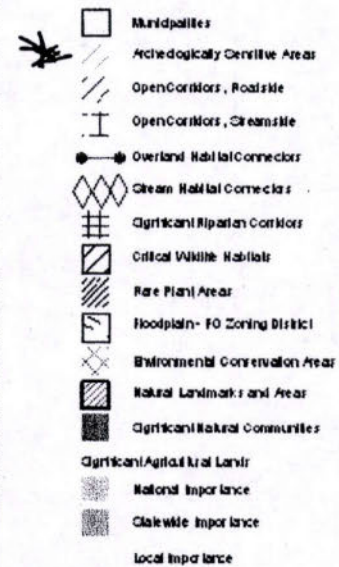 Municipalities
Archeologically Sensitive Areas
Open Corridors, Roadside
Open Corridors, Streamside
Overland Habitat Connectors
Stream Habitat Connectors
Significant Riparian Corridors
Critical Wildlife Habitats
Rare Plant Areas
Floodplain - FO Zoning District
Environmental Conservation Areas
Natural Landmarks and Areas
Significant Natural Communities
Significant Agricultural Lands
National Importance
Statewide Importance
Local Importance